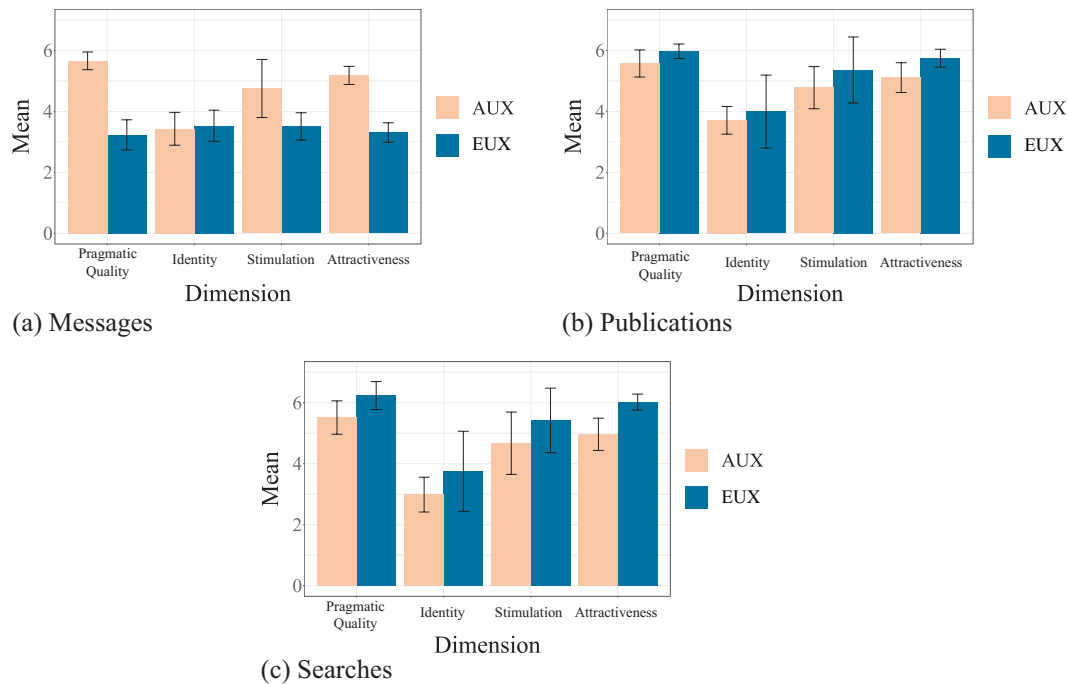 6
4
2
0
Mean
Pragmatic
Quality
Identity
Stimulation
Attractiveness
Dimension
AUX
EUX
(a) Messages
6
4
2
0
Mean
Pragmatic
Quality
Identity
Stimulation
Attractiveness
Dimension
AUX
EUX
(b) Publications
6
4
2
0
Mean
Pragmatic
Quality
Identity
Stimulation
Attractiveness
Dimension
AUX
EUX
(c) Searches